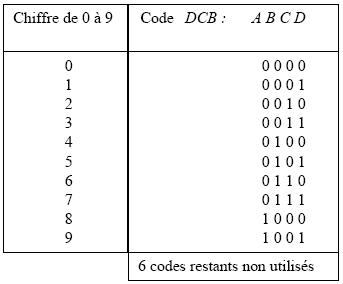 Chiffre de 0 à 9 Code DCB : A B C D
0 0 0 0 0
1 0 0 0 1
2 0 0 1 0
3 0 0 1 1
4 0 1 0 0
5 0 1 0 1
6 0 1 1 0
7 0 1 1 1
8 1 0 0 0
9 1 0 0 1
6 codes restants non utilisés